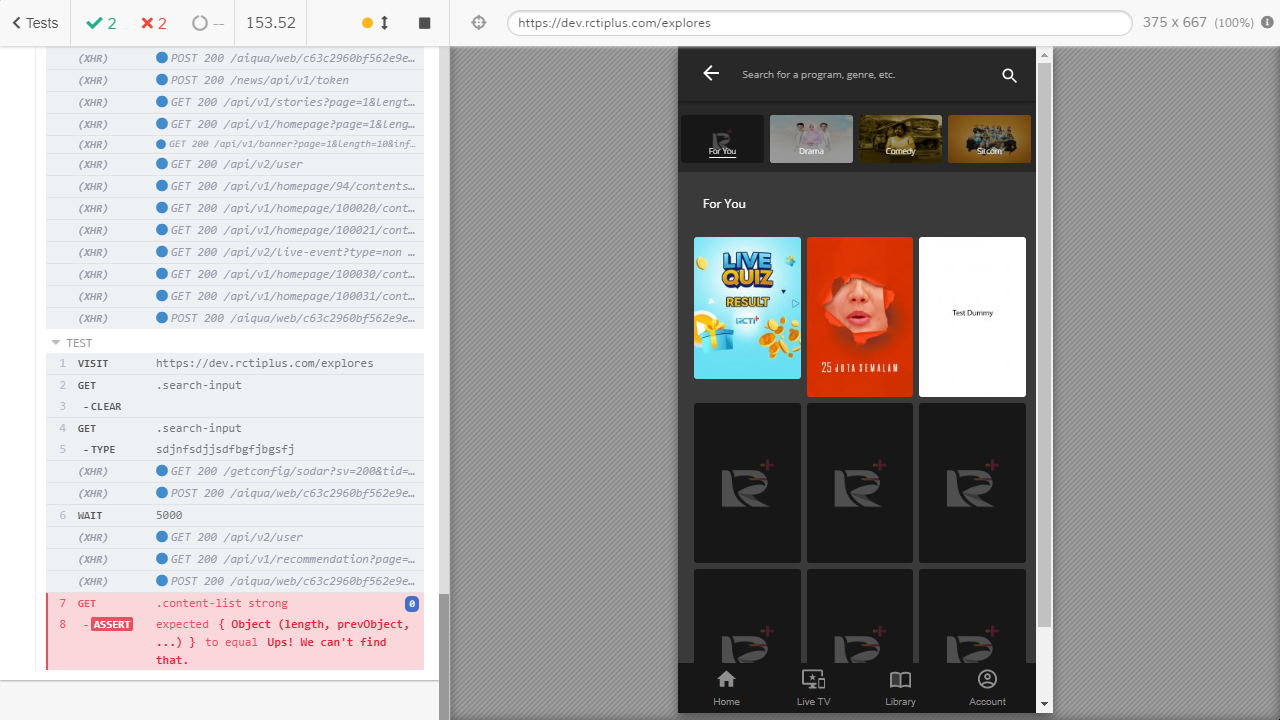 Tests
2
2
--
153.52
https://dev.rctiplus.com/explores
375 x 667 (100%)
(XHR) POST 200 /aiqua/web/c63c2960bf562e9e…
(XHR) POST 200 /news/api/v1/token
(XHR) GET 200 /api/v1/stories?page=1&lengt…
(XHR) GET 200 /api/v1/homepage?page=1&leng…
(XHR) GET 200 /api/v1/banner?page=1&length=10&inf…
(XHR) GET 200 /api/v2/user
(XHR) GET 200 /api/v1/homepage/94/contents…
(XHR) GET 200 /api/v1/homepage/100020/cont…
(XHR) GET 200 /api/v1/homepage/100021/cont…
(XHR) GET 200 /api/v2/live-event?type=non …
(XHR) GET 200 /api/v1/homepage/100030/cont…
(XHR) GET 200 /api/v1/homepage/100031/cont…
(XHR) POST 200 /aiqua/web/c63c2960bf562e9e…
TEST
1 VISIT https://dev.rctiplus.com/explores
2 GET .search-input
3 -CLEAR
4 GET .search-input
5 -TYPE sdjnfsdjjsdfbgfjbgsfj
(XHR) GET 200 /getconfig/sodar?sv=200&tid=…
(XHR) POST 200 /aiqua/web/c63c2960bf562e9e…
6 WAIT 5000
(XHR) GET 200 /api/v2/user
(XHR) GET 200 /api/v1/recommendation?page=…
(XHR) POST 200 /aiqua/web/c63c2960bf562e9e…
7 GET .content-list strong 0
8 -ASSERT expected { Object (length, prevObject,
…) } to equal Ups! We can't find
that.
Search for a program, genre, etc.
For You
Drama
Comedy
Sitcom
For You
LIVE
QUIZ
RESULT
RCTI+
25 JUTA SEMALAM
Test Dummy
R+
R+
R+
Home
Live TV
Library
Account